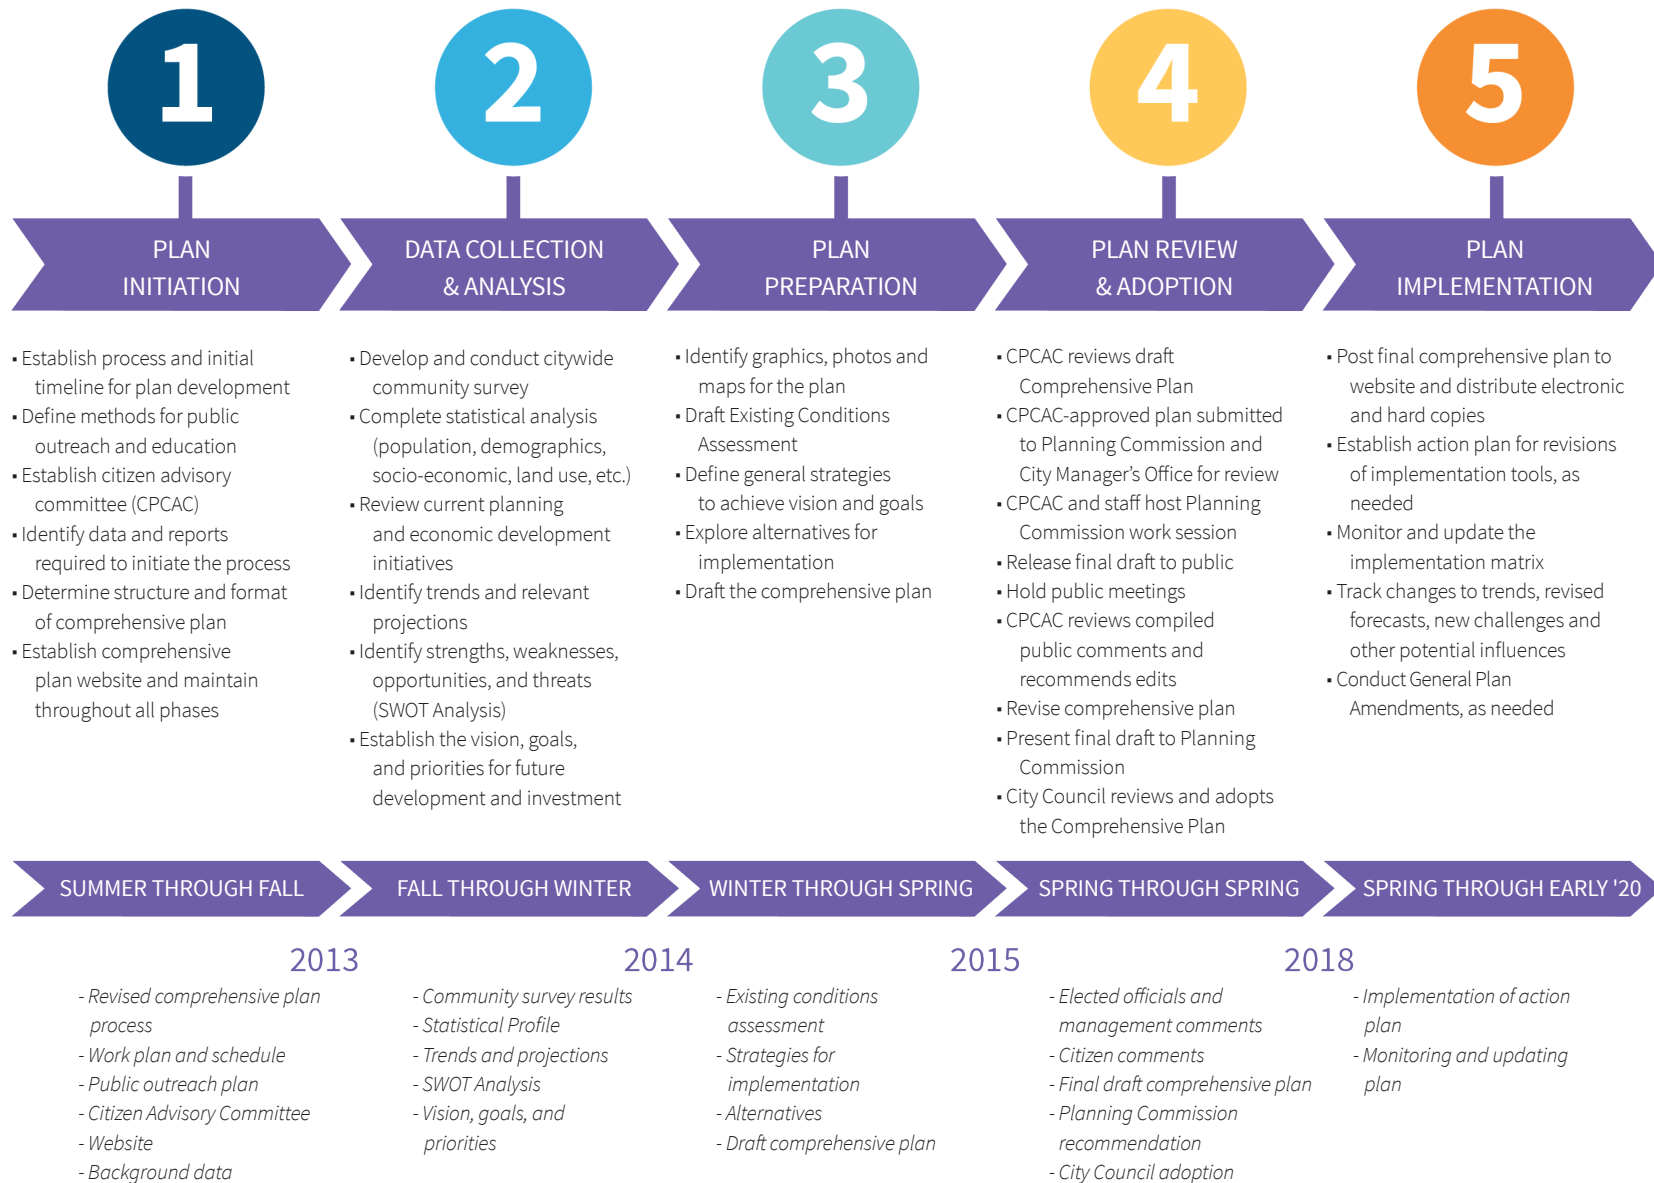 1
2
3
4
5
PLAN
INITIATION
DATA COLLECTION
& ANALYSIS
PLAN
PREPARATION
PLAN REVIEW
& ADOPTION
PLAN
IMPLEMENTATION
▪ Establish process and initial
timeline for plan development
▪ Define methods for public
outreach and education
▪ Establish citizen advisory
committee (CPCAC)
▪ Identify data and reports
required to initiate the process
▪ Determine structure and format
of comprehensive plan
▪ Establish comprehensive
plan website and maintain
throughout all phases
▪ Develop and conduct citywide
community survey
▪ Complete statistical analysis
(population, demographics,
socio-economic, land use, etc.)
▪ Review current planning
and economic development
initiatives
▪ Identify trends and relevant
projections
▪ Identify strengths, weaknesses,
opportunities, and threats
(SWOT Analysis)
▪ Establish the vision, goals,
and priorities for future
development and investment
▪ Identify graphics, photos and
maps for the plan
▪ Draft Existing Conditions
Assessment
▪ Define general strategies
to achieve vision and goals
▪ Explore alternatives for
implementation
▪ Draft the comprehensive plan
▪ CPCAC reviews draft
Comprehensive Plan
▪ CPCAC-approved plan submitted
to Planning Commission and
City Manager's Office for review
▪ CPCAC and staff host Planning
Commission work session
▪ Release final draft to public
▪ Hold public meetings
▪ CPCAC reviews compiled
public comments and
recommends edits
▪ Revise comprehensive plan
▪ Present final draft to Planning
Commission
▪ City Council reviews and adopts
the Comprehensive Plan
▪ Post final comprehensive plan to
website and distribute electronic
and hard copies
▪ Establish action plan for revisions
of implementation tools, as
needed
▪ Monitor and update the
implementation matrix
▪ Track changes to trends, revised
forecasts, new challenges and
other potential influences
▪ Conduct General Plan
Amendments, as needed
SUMMER THROUGH FALL
FALL THROUGH WINTER
WINTER THROUGH SPRING
SPRING THROUGH SPRING
SPRING THROUGH EARLY '20
2013
2014
2015
2018
- Revised comprehensive plan
process
- Work plan and schedule
- Public outreach plan
- Citizen Advisory Committee
- Website
- Background data
- Community survey results
- Statistical Profile
- Trends and projections
- SWOT Analysis
- Vision, goals, and
priorities
- Existing conditions
assessment
- Strategies for
implementation
- Alternatives
- Draft comprehensive plan
- Elected officials and
management comments
- Citizen comments
- Final draft comprehensive plan
- Planning Commission
recommendation
- City Council adoption
- Implementation of action
plan
- Monitoring and updating
plan